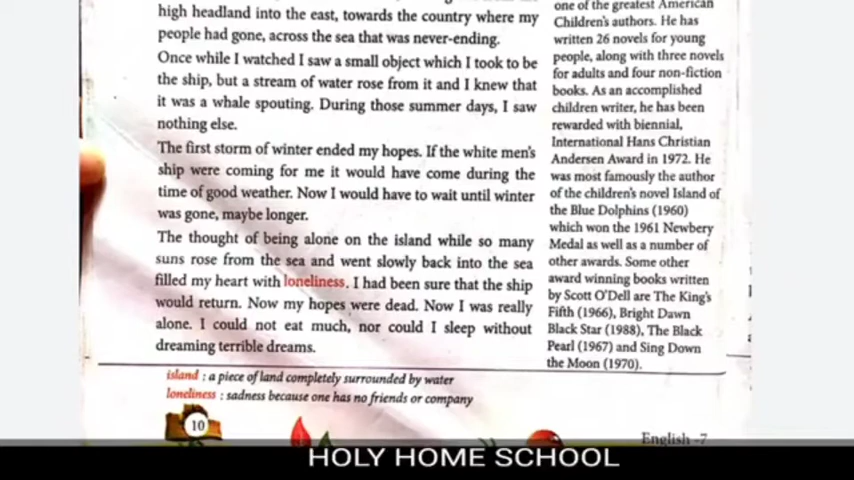 high headland into the east, towards the country where my
people had gone, across the sea that was never-ending.
Once while I watched I saw a small object which I took to be
the ship, but a stream of water rose from it and I knew that
it was a whale spouting. During those summer days, I saw
nothing else.
The first storm of winter ended my hopes. If the white men's
ship were coming for me it would have come during the
time of good weather. Now I would have to wait until winter
was gone, maybe longer.
The thought of being alone on the island while so many
suns rose from the sea and went slowly back into the sea
filled my heart with loneliness. I had been sure that the ship
would return. Now my hopes were dead. Now I was really
alone. I could not eat much, nor could I sleep without
dreaming terrible dreams.
one of the greatest American
Children's authors. He has
written 26 novels for young
people, along with three novels
for adults and four non-fiction
books. As an accomplished
children writer, he has been
rewarded with biennial,
International Hans Christian
Andersen Award in 1972. He
was most famously the author
of the children's novel Island of
the Blue Dolphins (1960)
which won the 1961 Newbery
Medal as well as a number of
other awards. Some other
award winning books written
by Scott O'Dell are The King's
Fifth (1966), Bright Dawn
Black Star (1988), The Black
Pearl (1967) and Sing Down
the Moon (1970).
island : a piece of land completely surrounded by water
loneliness : sadness because one has no friends or company
10
English -7
HOLY HOME SCHOOL